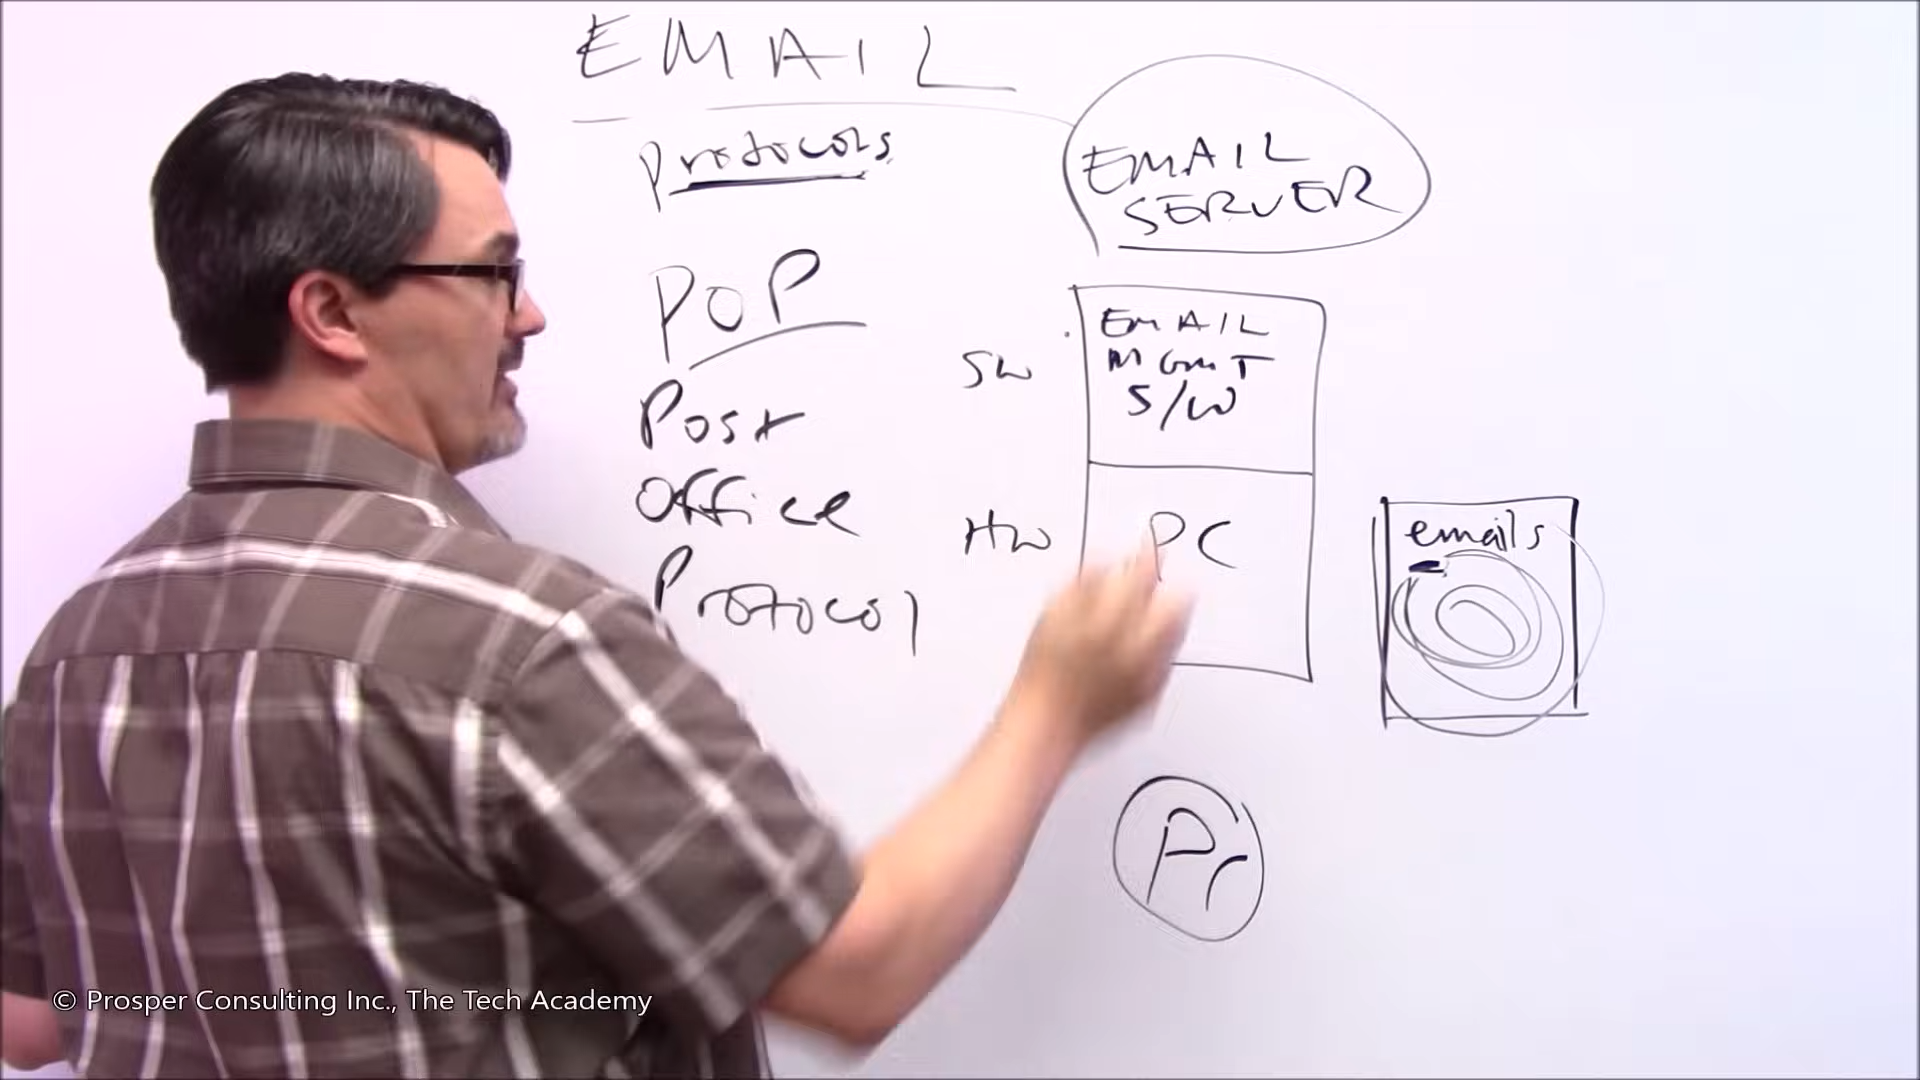 EMAIL
Protocols
POP
Post
Office
Protocol
EMAIL
SERVER
SW
EMAIL
MGMT
S/W
HW
PC
emails
Pr
© Prosper Consulting Inc., The Tech Academy